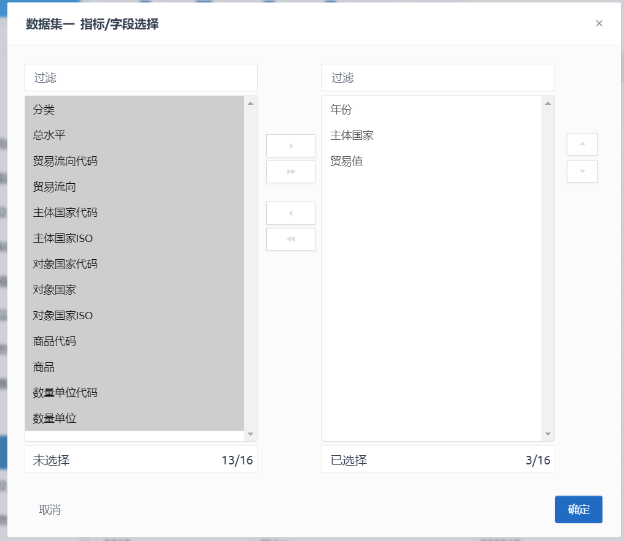 数据集一 指标/字段选择
×
过滤
过滤
分类
总水平
贸易流向代码
贸易流向
主体国家代码
主体国家ISO
对象国家代码
对象国家
对象国家ISO
商品代码
商品
数量单位代码
数量单位
年份
主体国家
贸易值
未选择 13/16
已选择 3/16
取消
确定